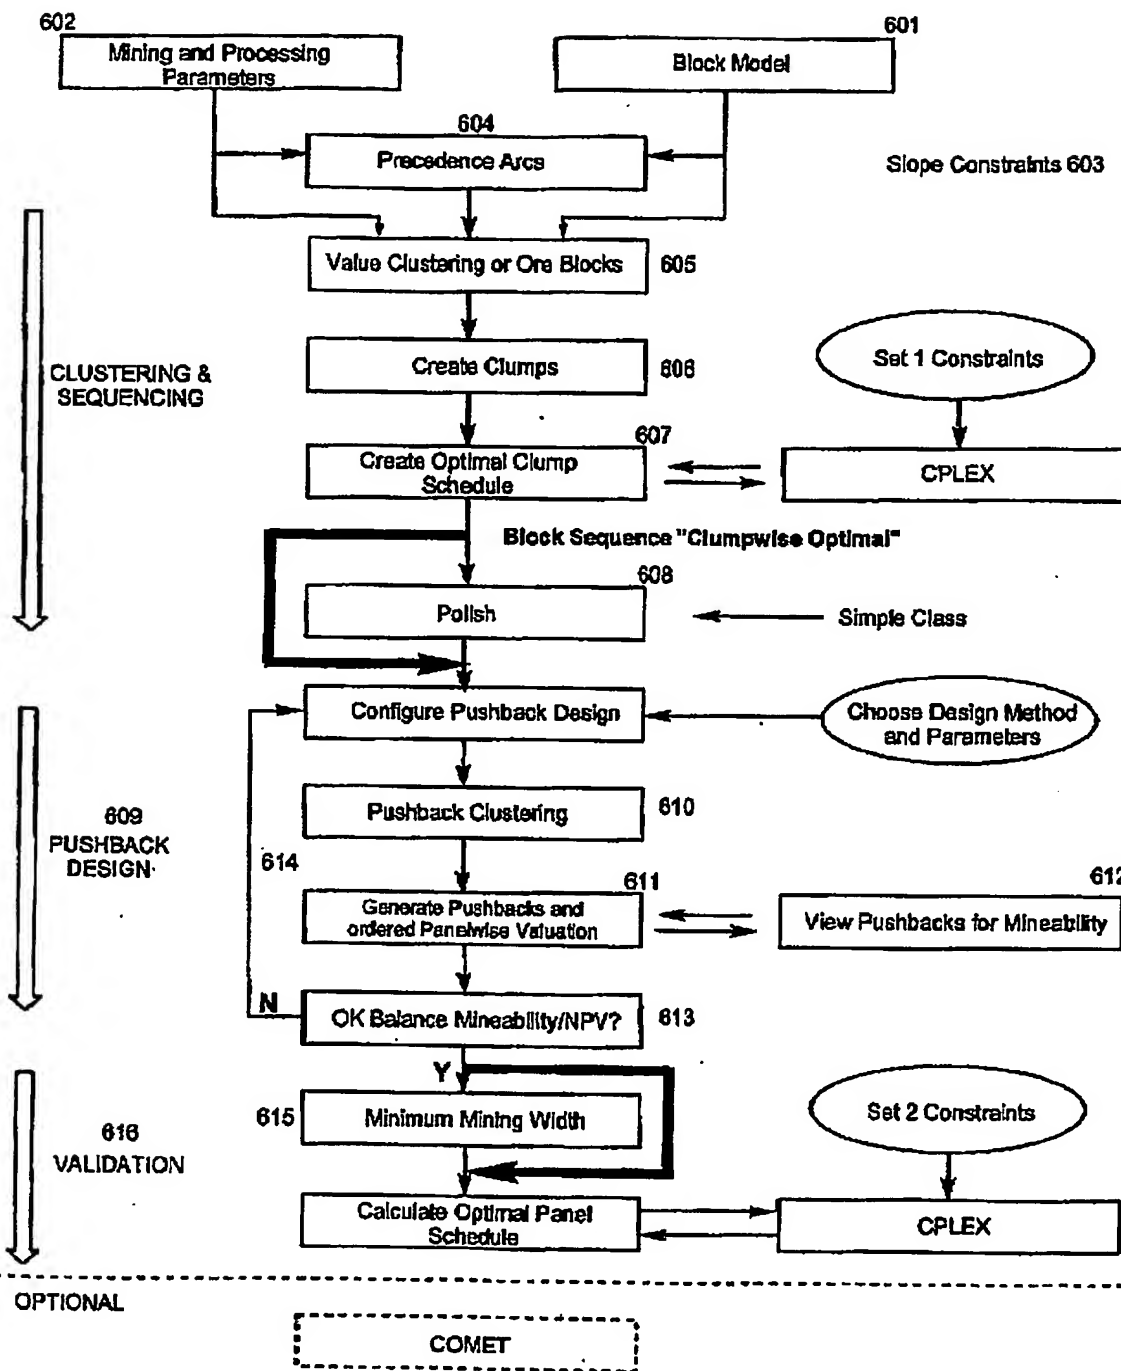 602
Mining and Processing
Parameters
601
Block Model
604
Precedence Arcs
Slope Constraints 603
Value Clustering or Ore Blocks
605
CLUSTERING &
SEQUENCING
Create Clumps
606
Set 1 Constraints
607
Create Optimal Clump
Schedule
CPLEX
Block Sequence "Clumpwise Optimal"
608
Polish
Simple Class
Configure Pushback Design
Choose Design Method
and Parameters
609
PUSHBACK
DESIGN
Pushback Clustering
610
614
611
Generate Pushbacks and
ordered Panelwise Valuation
612
View Pushbacks for Mineability
N
OK Balance Mineability/NPV?
613
Y
615
Minimum Mining Width
Set 2 Constraints
616
VALIDATION
Calculate Optimal Panel
Schedule
CPLEX
OPTIONAL
COMET